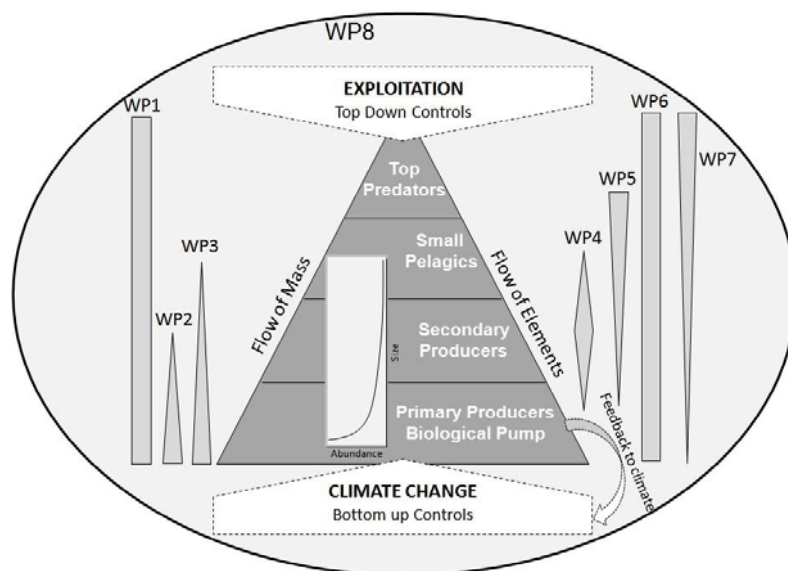 WP8
EXPLOITATION
Top Down Controls
WP1
WP6
WP7
Top
Predators
WP5
Small
Pelagics
WP4
WP3
WP2
Flow of Mass
Flow of Elements
Size
Secondary
Producers
Primary Producers
Biological Pump
Abundance
Feedback to climate
CLIMATE CHANGE
Bottom up Controls